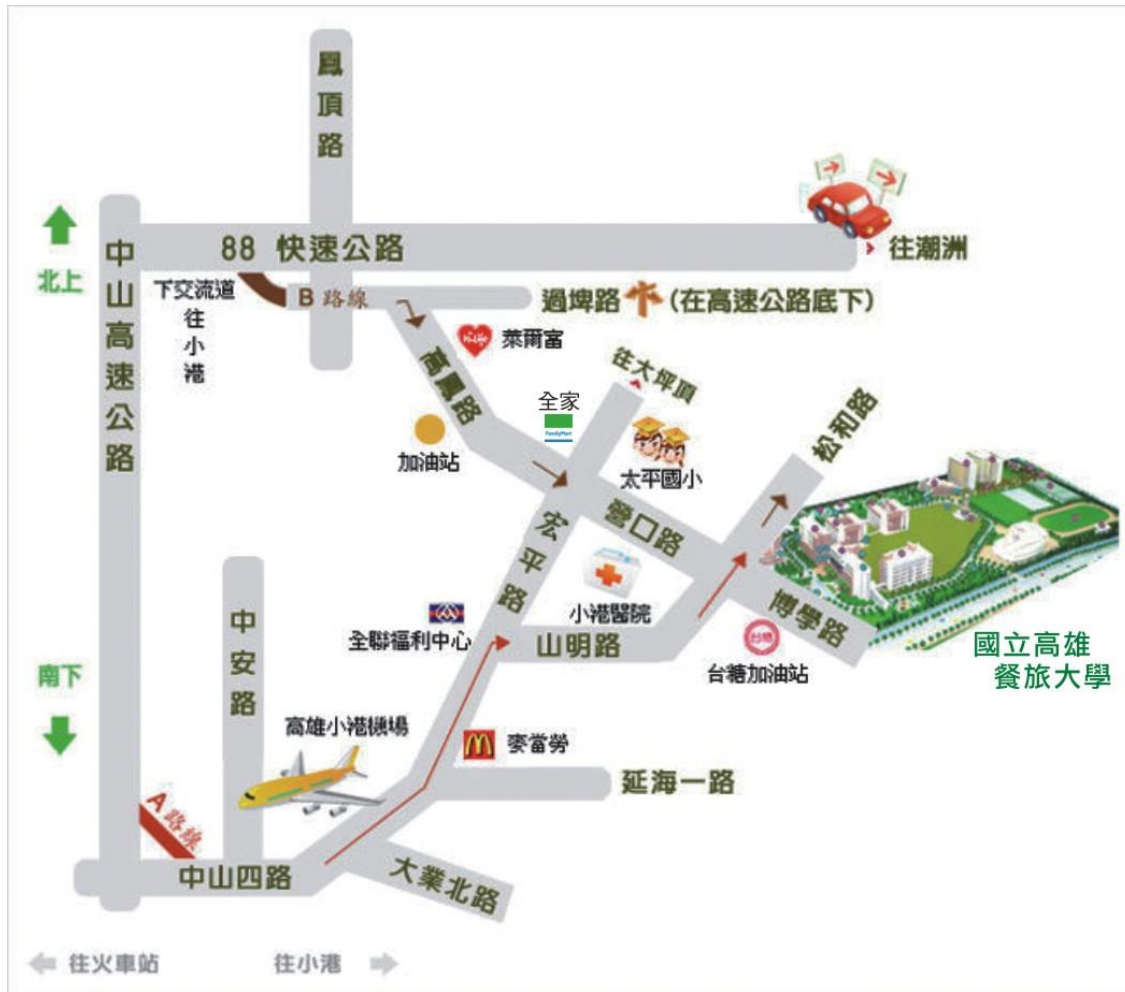 鳳頂路
北上
中山高速公路
88 快速公路
往潮洲
下交流道
往小港
B 路線
過埤路
(在高速公路底下)
Hi-Life
萊爾富
高鳳路
往大坪頂
全家
FamilyMart
加油站
太平國小
松和路
營口路
宏平路
小港醫院
中安路
全聯福利中心
山明路
博學路
台糖
台糖加油站
國立高雄
餐旅大學
南下
高雄小港機場
麥當勞
延海一路
A 路線
中山四路
大業北路
往火車站
往小港